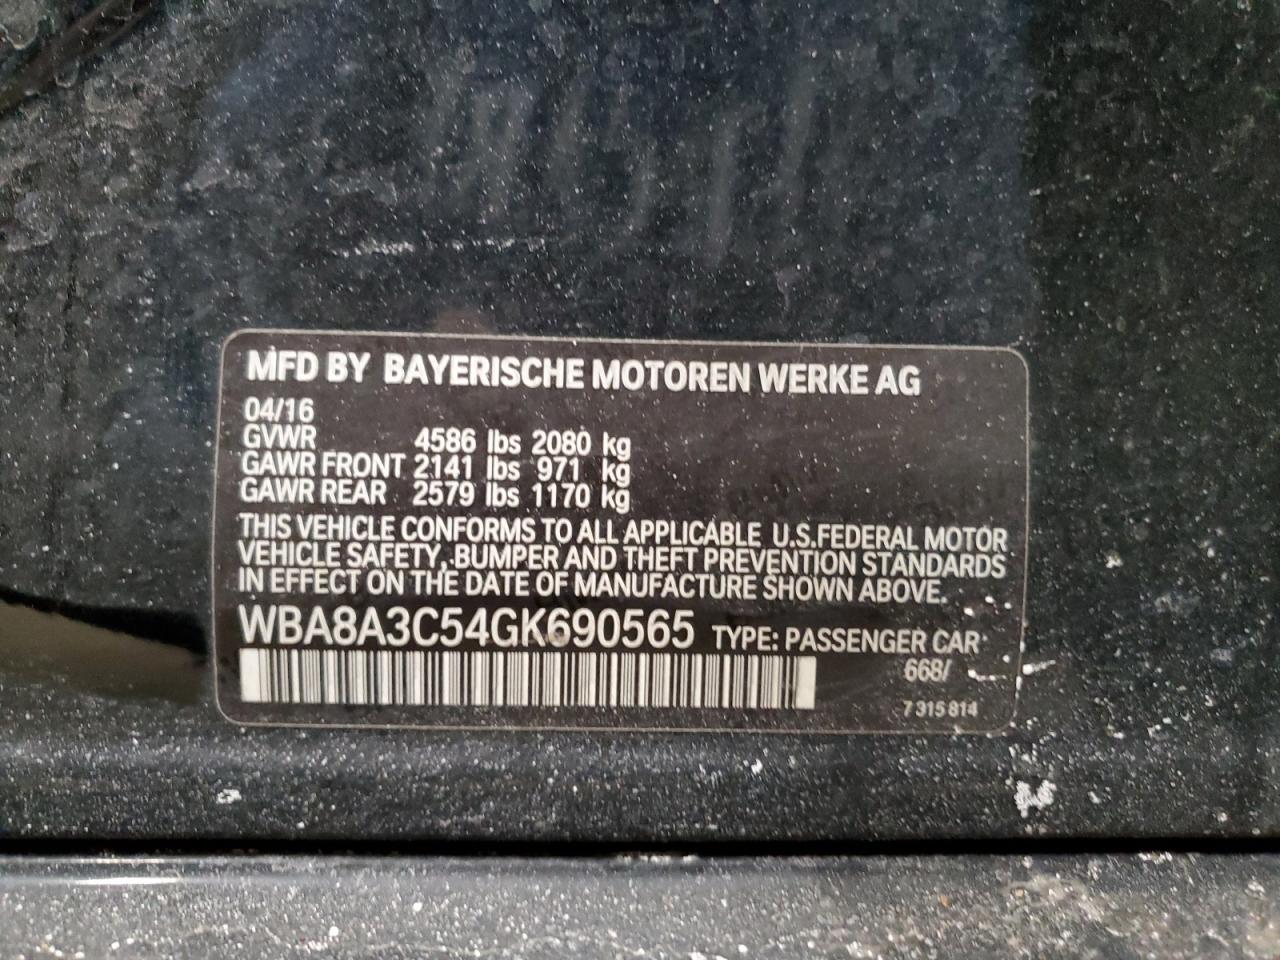 MFD BY BAYERISCHE MOTOREN WERKE AG
04/16
GVWR 4586 lbs 2080 kg
GAWR FRONT 2141 lbs 971 kg
GAWR REAR 2579 lbs 1170 kg
THIS VEHICLE CONFORMS TO ALL APPLICABLE U.S.FEDERAL MOTOR
VEHICLE SAFETY, BUMPER AND THEFT PREVENTION STANDARDS
IN EFFECT ON THE DATE OF MANUFACTURE SHOWN ABOVE.
WBA8A3C54GK690565 TYPE: PASSENGER CAR
668/
7 315 814